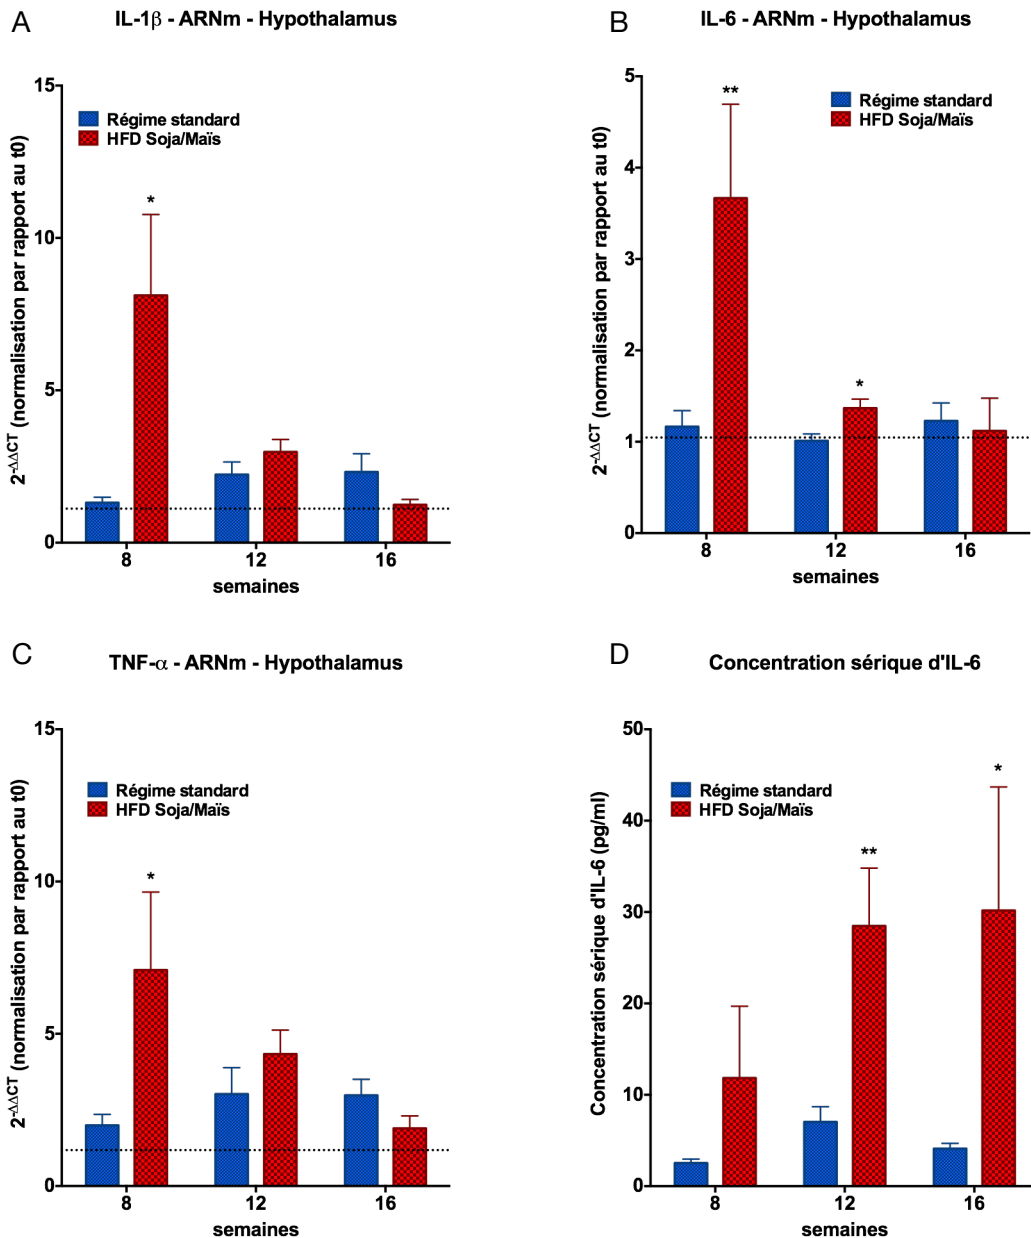 A
IL-1β - ARNm - Hypothalamus
2-ΔΔCT (normalisation par rapport au t0)
15
10
5
0
Régime standard
HFD Soja/Maïs
*
8
12
16
semaines
B
IL-6 - ARNm - Hypothalamus
2-ΔΔCT (normalisation par rapport au t0)
5
4
3
2
1
0
Régime standard
HFD Soja/Maïs
**
*
8
12
16
semaines
C
TNF-α - ARNm - Hypothalamus
2-ΔΔCT (normalisation par rapport au t0)
15
10
5
0
Régime standard
HFD Soja/Maïs
*
8
12
16
semaines
D
Concentration sérique d'IL-6
Concentration sérique d'IL-6 (pg/ml)
50
40
30
20
10
0
Régime standard
HFD Soja/Maïs
**
*
8
12
16
semaines